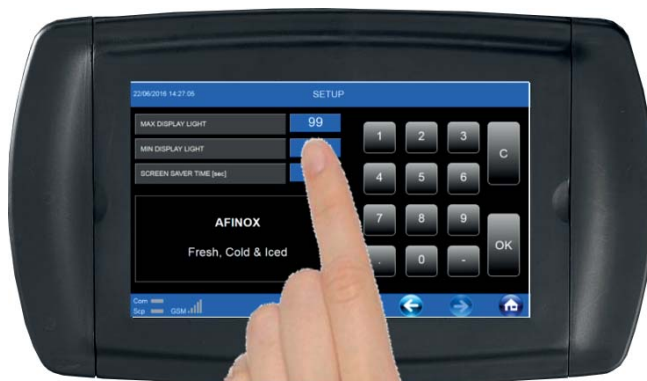 22/06/2016 14:27:05 SETUP
MAX DISPLAY LIGHT 99
MIN DISPLAY LIGHT
SCREEN SAVER TIME [sec]
1 2 3 C
4 5 6
7 8 9
AFINOX
Fresh, Cold & Iced
OK
. 0 -
Com
Scp GSM